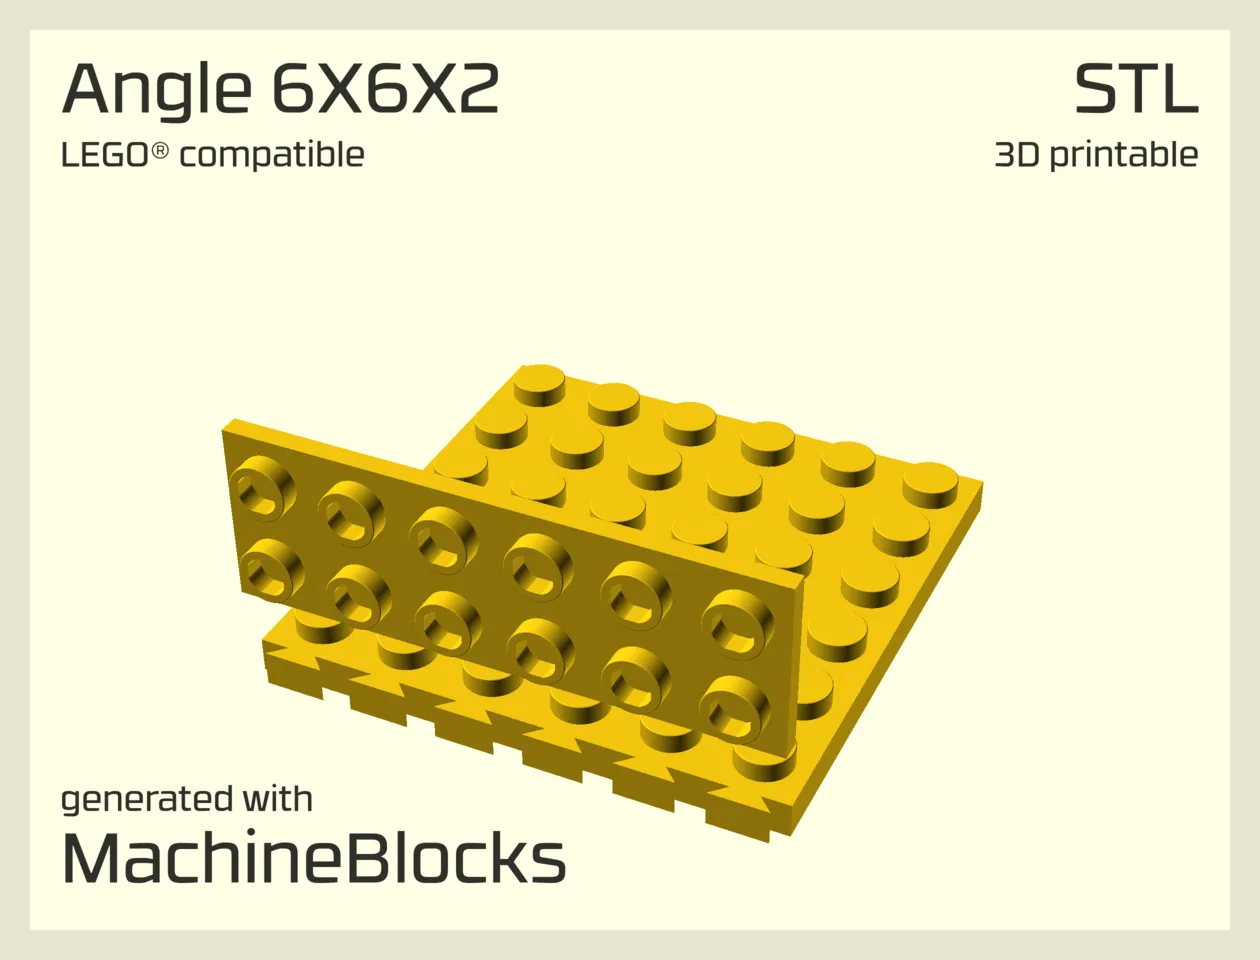 Angle 6X6X2
LEGO® compatible
STL
3D printable
generated with
MachineBlocks